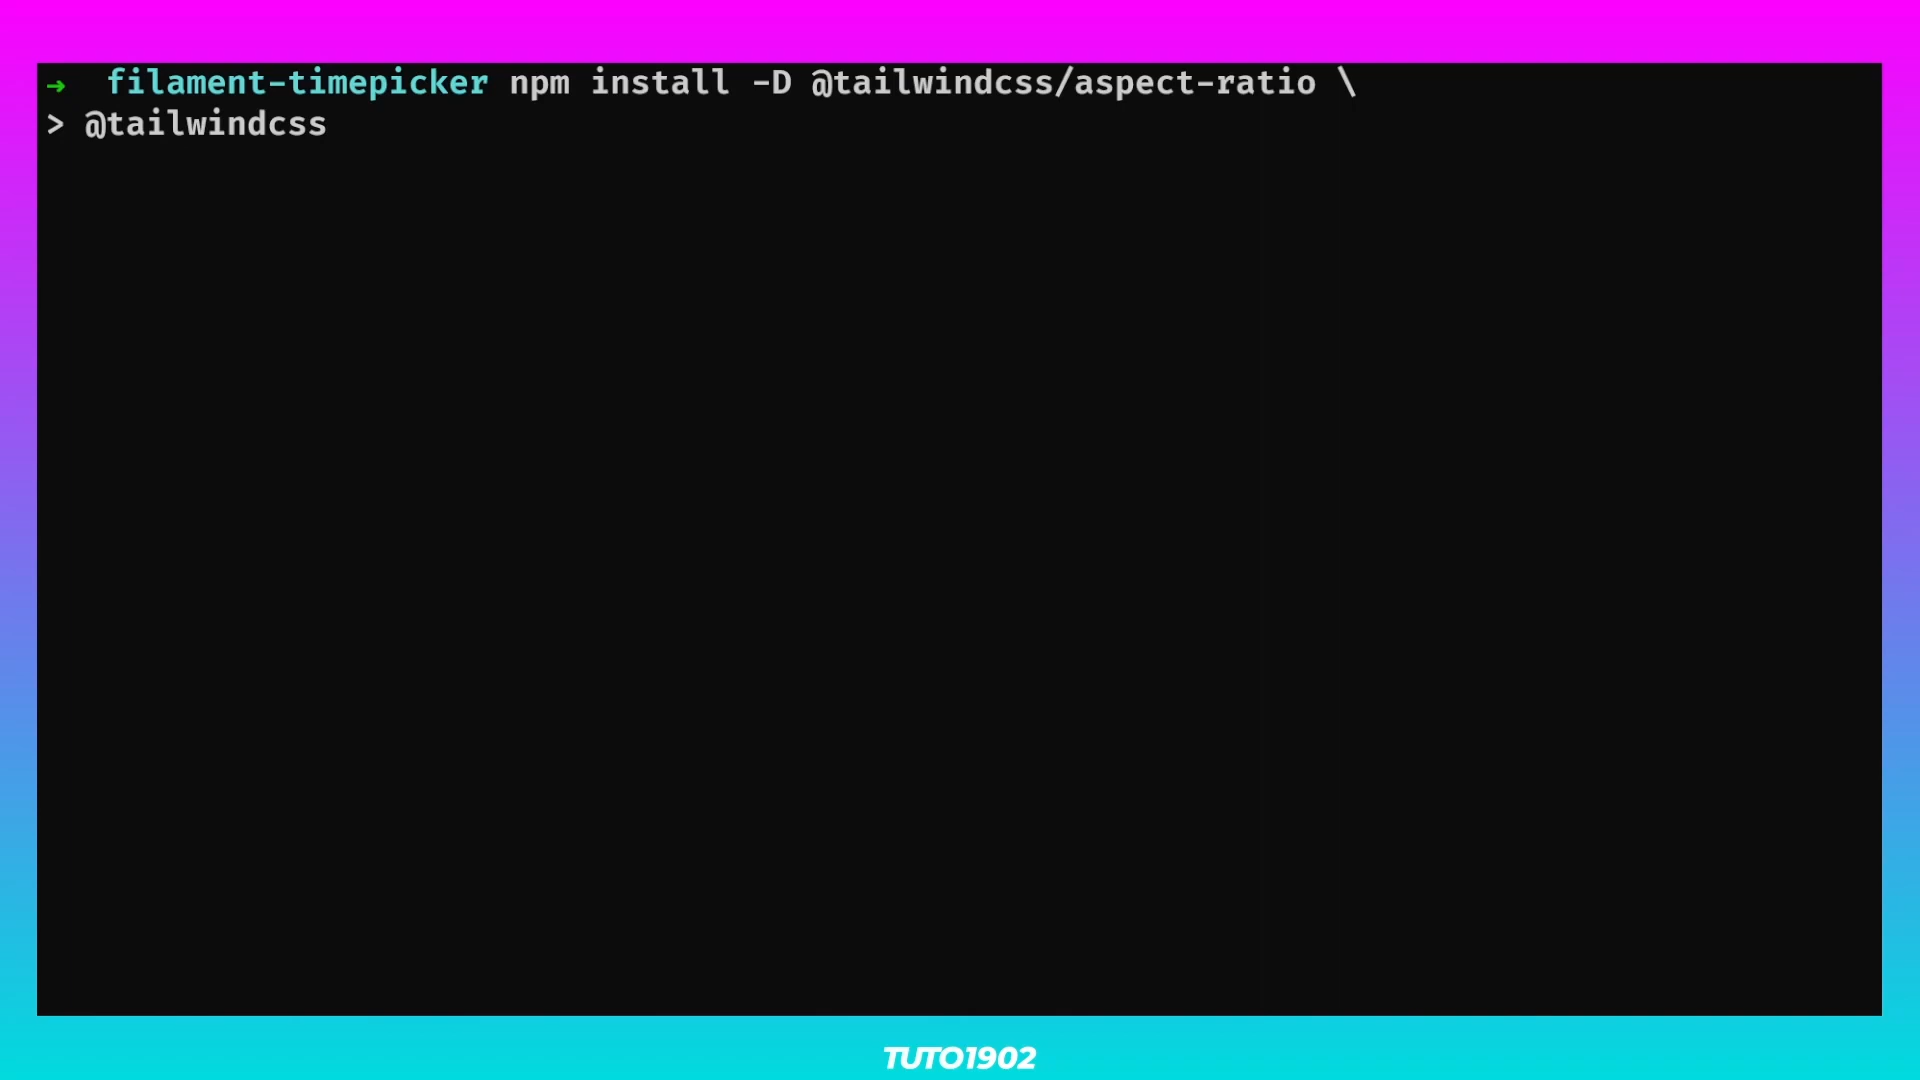 ➜ filament-timepicker npm install -D @tailwindcss/aspect-ratio \
> @tailwindcss
TUTO1902